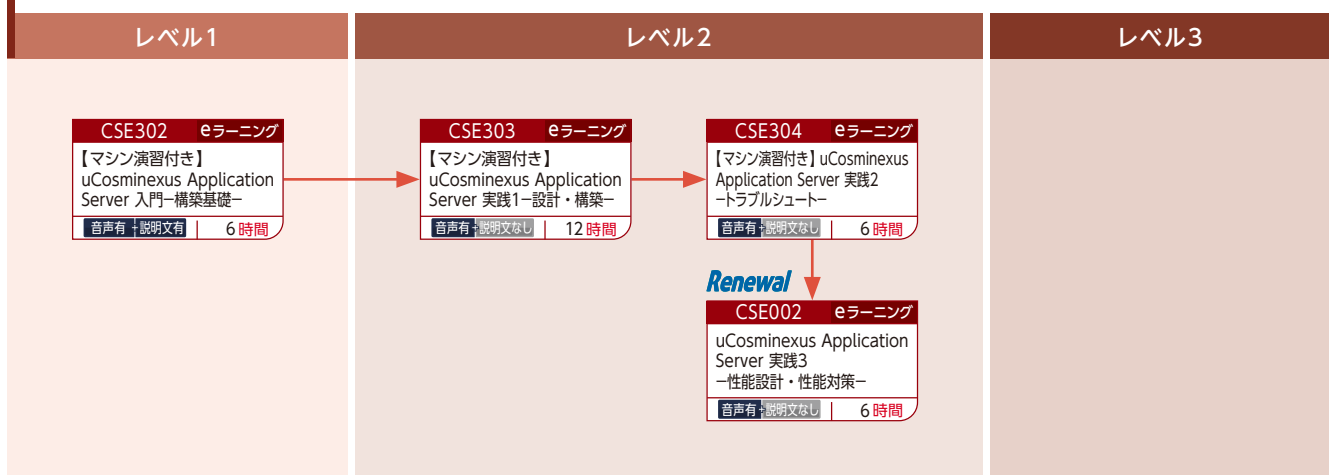 レベル1
レベル2
レベル3
CSE302 eラーニング
【マシン演習付き】
uCosminexus Application
Server 入門ー構築基礎ー
音声有+説明文有 | 6時間
CSE303 eラーニング
【マシン演習付き】
uCosminexus Application
Server 実践1ー設計・構築ー
音声有+説明文なし | 12時間
CSE304 eラーニング
【マシン演習付き】uCosminexus
Application Server 実践2
ートラブルシュートー
音声有+説明文なし | 6時間
Renewal
CSE002 eラーニング
uCosminexus Application
Server 実践3
ー性能設計・性能対策ー
音声有+説明文なし | 6時間